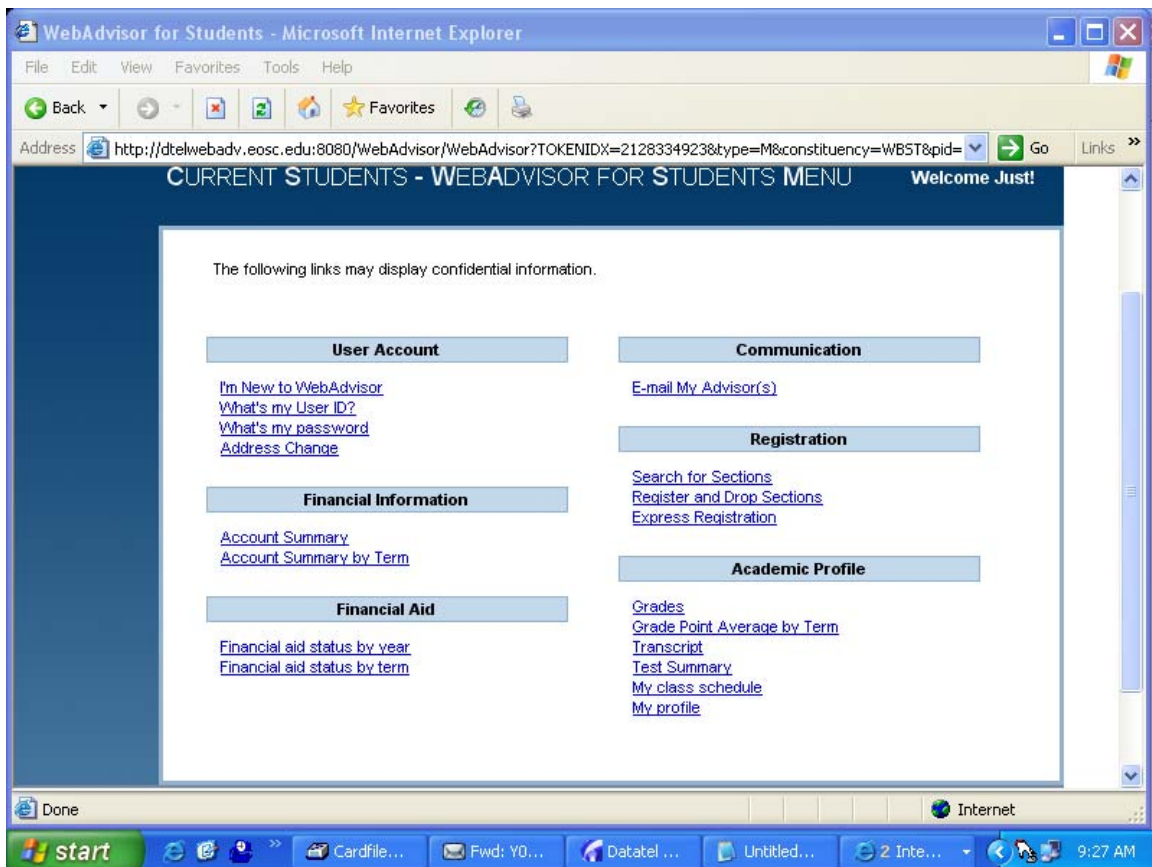 WebAdvisor for Students - Microsoft Internet Explorer
File Edit View Favorites Tools Help
Back Favorites
Address http://dtelwebadv.eosc.edu:8080/WebAdvisor/WebAdvisor?TOKENIDX=2128334923&type=M&constituency=WBST&pid= Go Links »
CURRENT STUDENTS - WEBADVISOR FOR STUDENTS MENU Welcome Just!
The following links may display confidential information.
User Account
I'm New to WebAdvisor
What's my User ID?
What's my password
Address Change
Financial Information
Account Summary
Account Summary by Term
Financial Aid
Financial aid status by year
Financial aid status by term
Communication
E-mail My Advisor(s)
Registration
Search for Sections
Register and Drop Sections
Express Registration
Academic Profile
Grades
Grade Point Average by Term
Transcript
Test Summary
My class schedule
My profile
Done Internet
start » Cardfile... Fwd: Y0... Datatel ... Untitled... 2 Inte... 9:27 AM